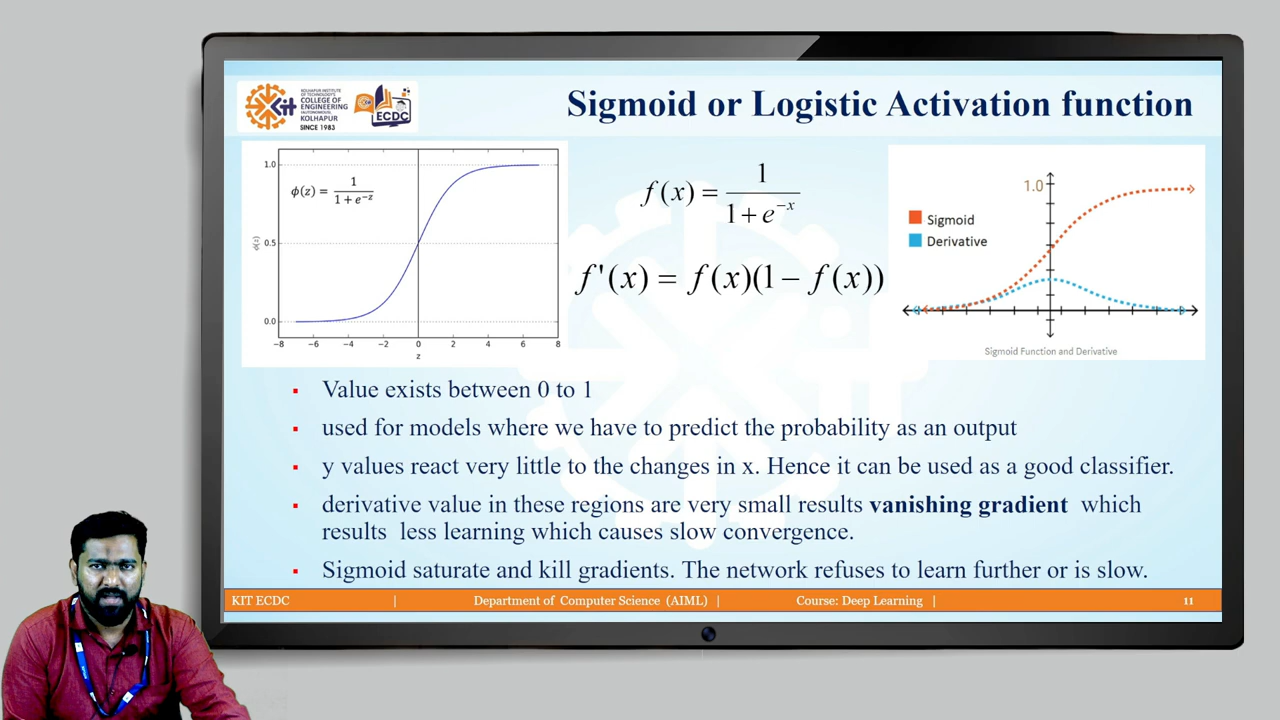 KOLHAPUR INSTITUTE
OF TECHNOLOGY'S
COLLEGE OF
ENGINEERING
(AUTONOMOUS),
KOLHAPUR
SINCE 1983
Kit
ECDC
Sigmoid or Logistic Activation function
ϕ(z) = 1 / (1 + e^{-z})
1.0
0.5
0.0
ϕ(z)
−8 −6 −4 −2 0 2 4 6 8
z
f(x) = 1 / (1 + e^{-x})
f'(x) = f(x)(1 − f(x))
1.0
Sigmoid
Derivative
Sigmoid Function and Derivative
▪ Value exists between 0 to 1
▪ used for models where we have to predict the probability as an output
▪ y values react very little to the changes in x. Hence it can be used as a good classifier.
▪ derivative value in these regions are very small results vanishing gradient which
results less learning which causes slow convergence.
▪ Sigmoid saturate and kill gradients. The network refuses to learn further or is slow.
KIT ECDC | Department of Computer Science (AIML) | Course: Deep Learning | 11